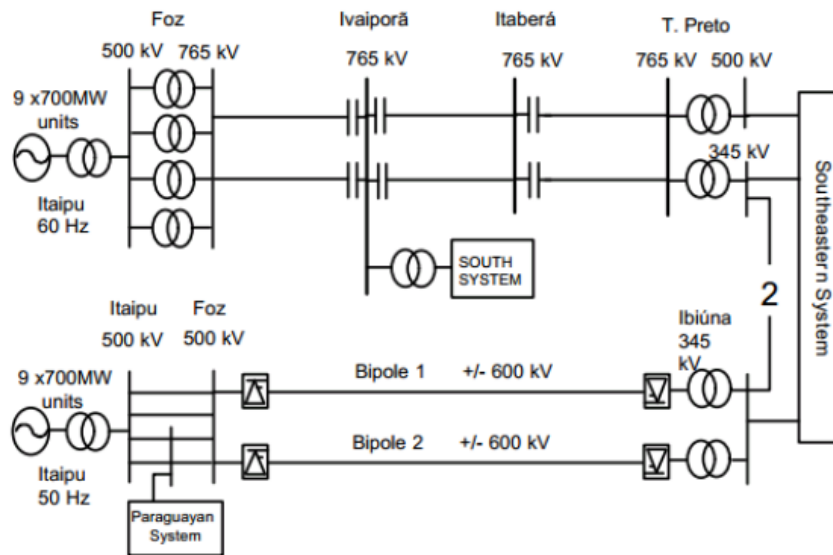 Foz
Ivaiporã
Itaberá
T. Preto
500 kV
765 kV
765 kV
765 kV
765 kV
500 kV
9 x700MW
units
Itaipu
60 Hz
345 kV
SOUTH
SYSTEM
Southeaster n System
2
Itaipu
500 kV
Foz
500 kV
Ibiúna
345
kV
9 x700MW
units
Bipole 1 +/- 600 kV
Bipole 2 +/- 600 kV
Itaipu
50 Hz
Paraguayan
System